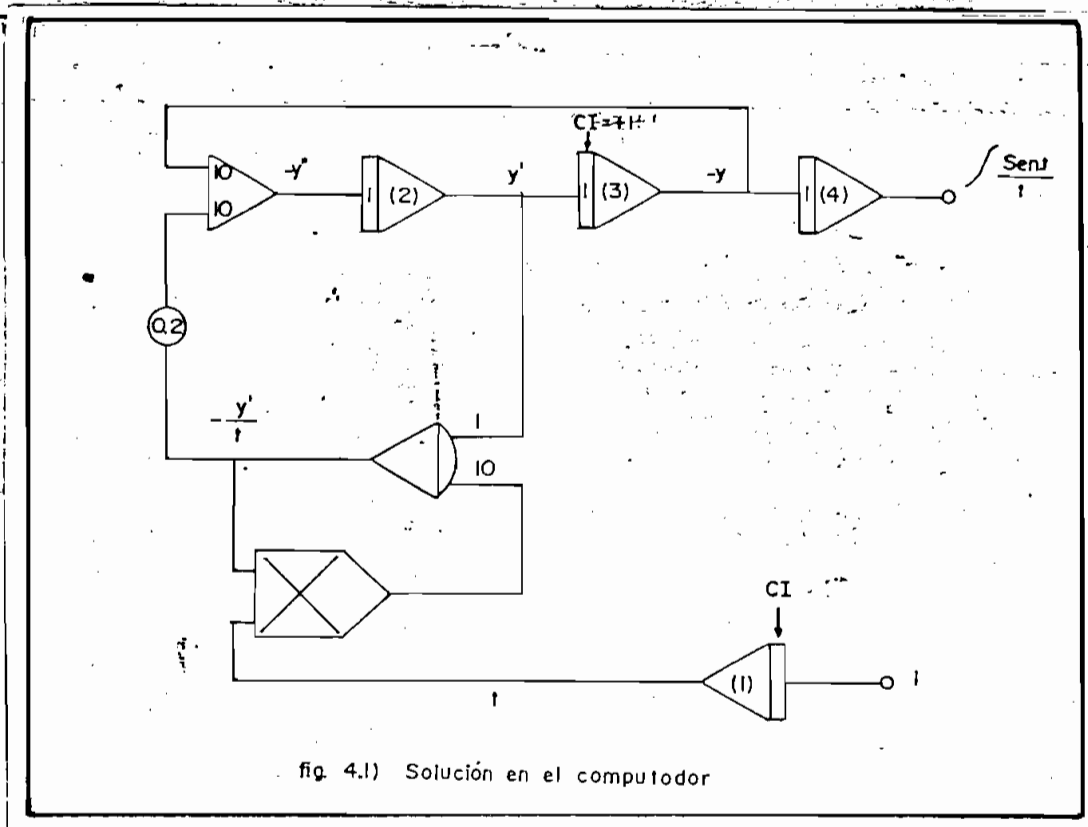 CI=+1
10
-y"
1 (2)
y'
1 (3)
-y
1 (4)
∫ Sent
t
10
0.2
- y'
t
1
10
CI
(1)
1
t
fig. 4.1) Solución en el computador